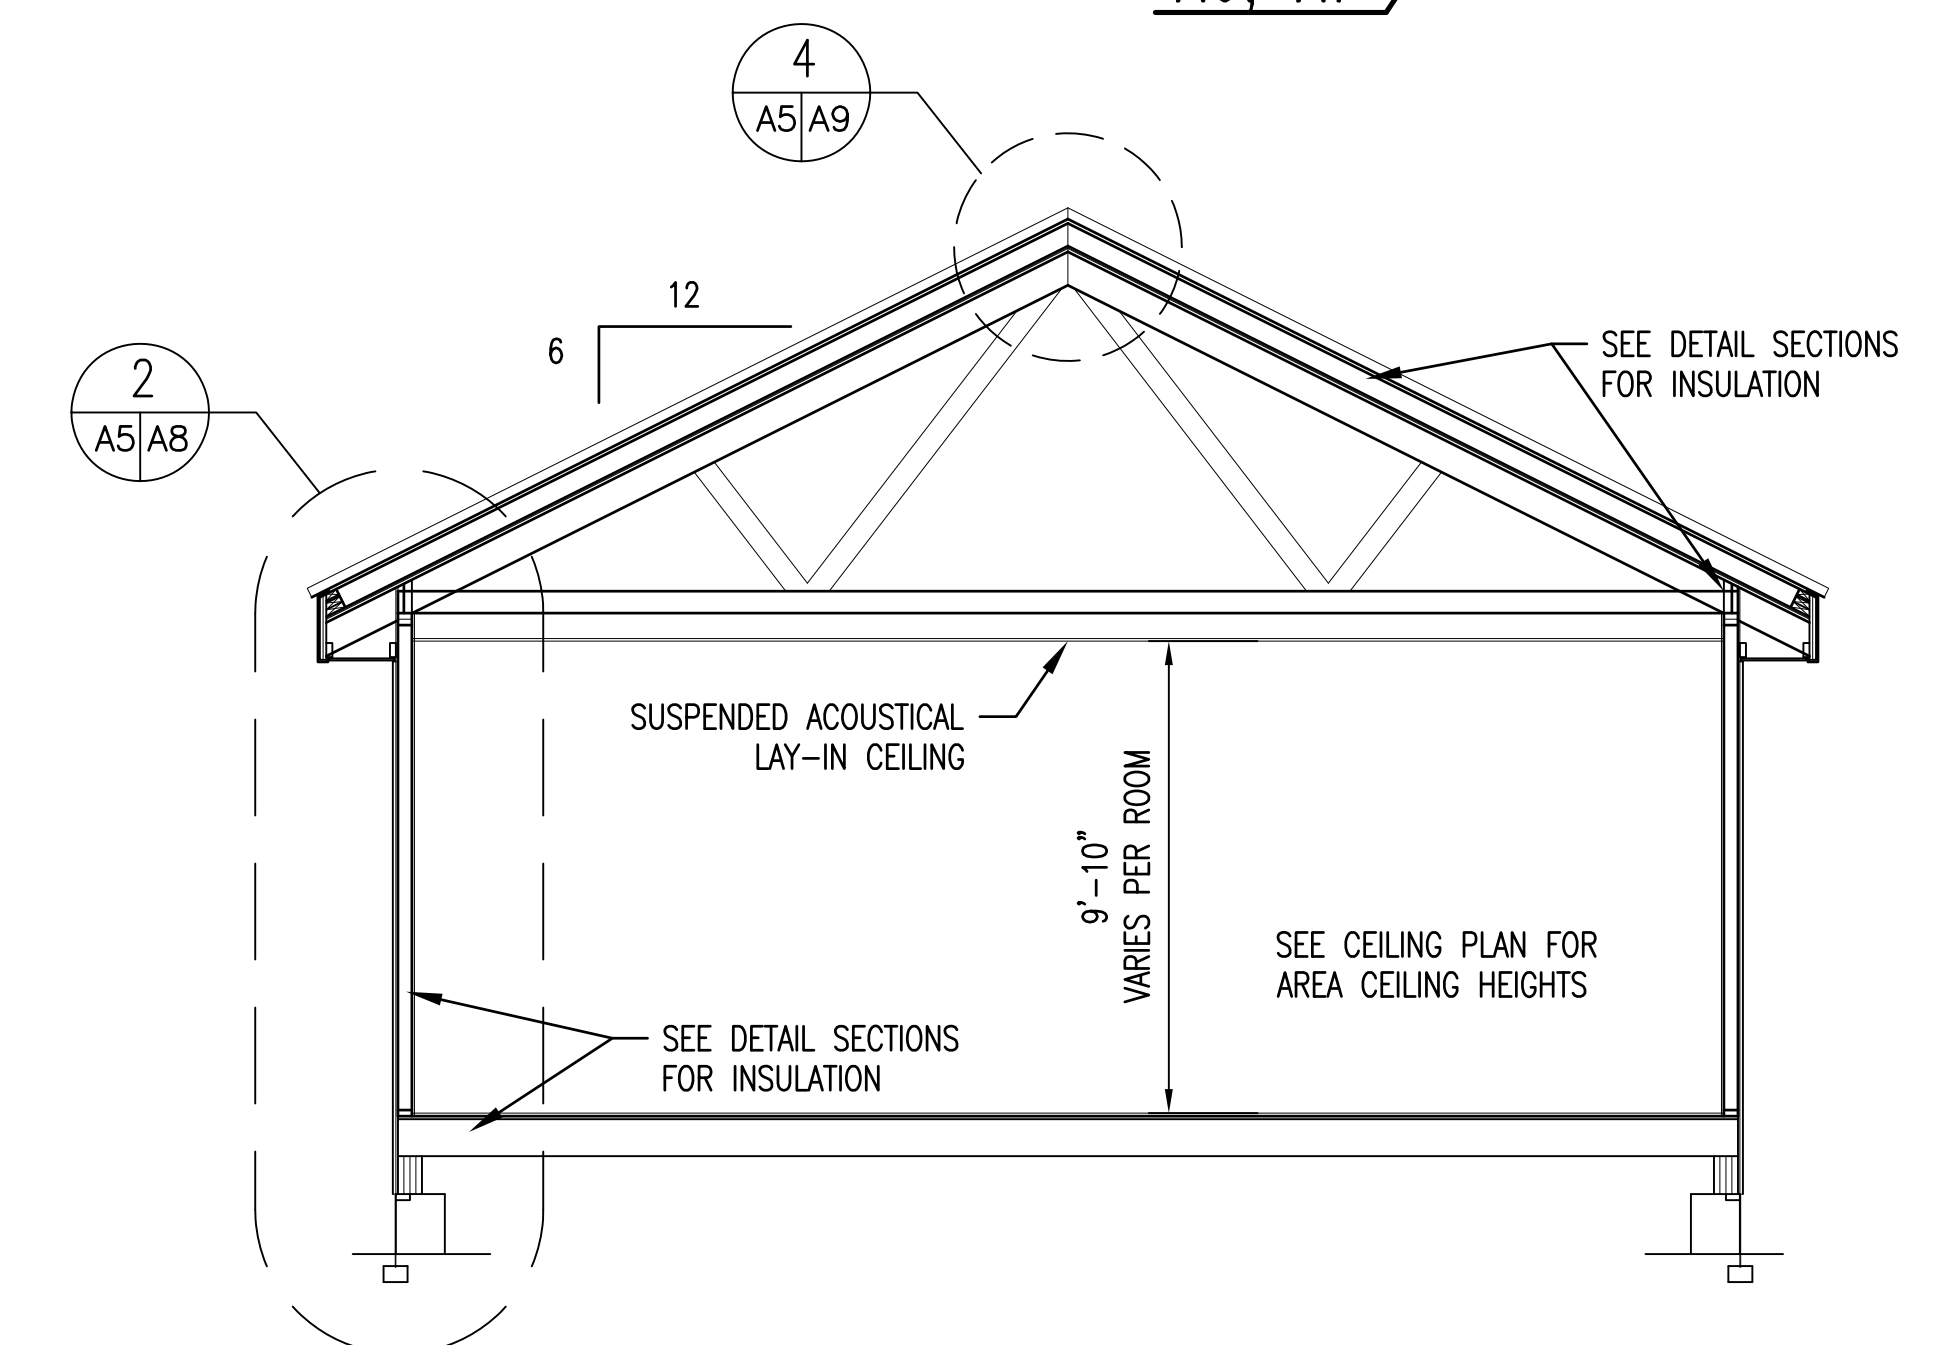 4
A5 A9
12
6
2
A5 A8
SEE DETAIL SECTIONS
FOR INSULATION
SUSPENDED ACOUSTICAL
LAY-IN CEILING
9'-10"
VARIES PER ROOM
SEE CEILING PLAN FOR
AREA CEILING HEIGHTS
SEE DETAIL SECTIONS
FOR INSULATION